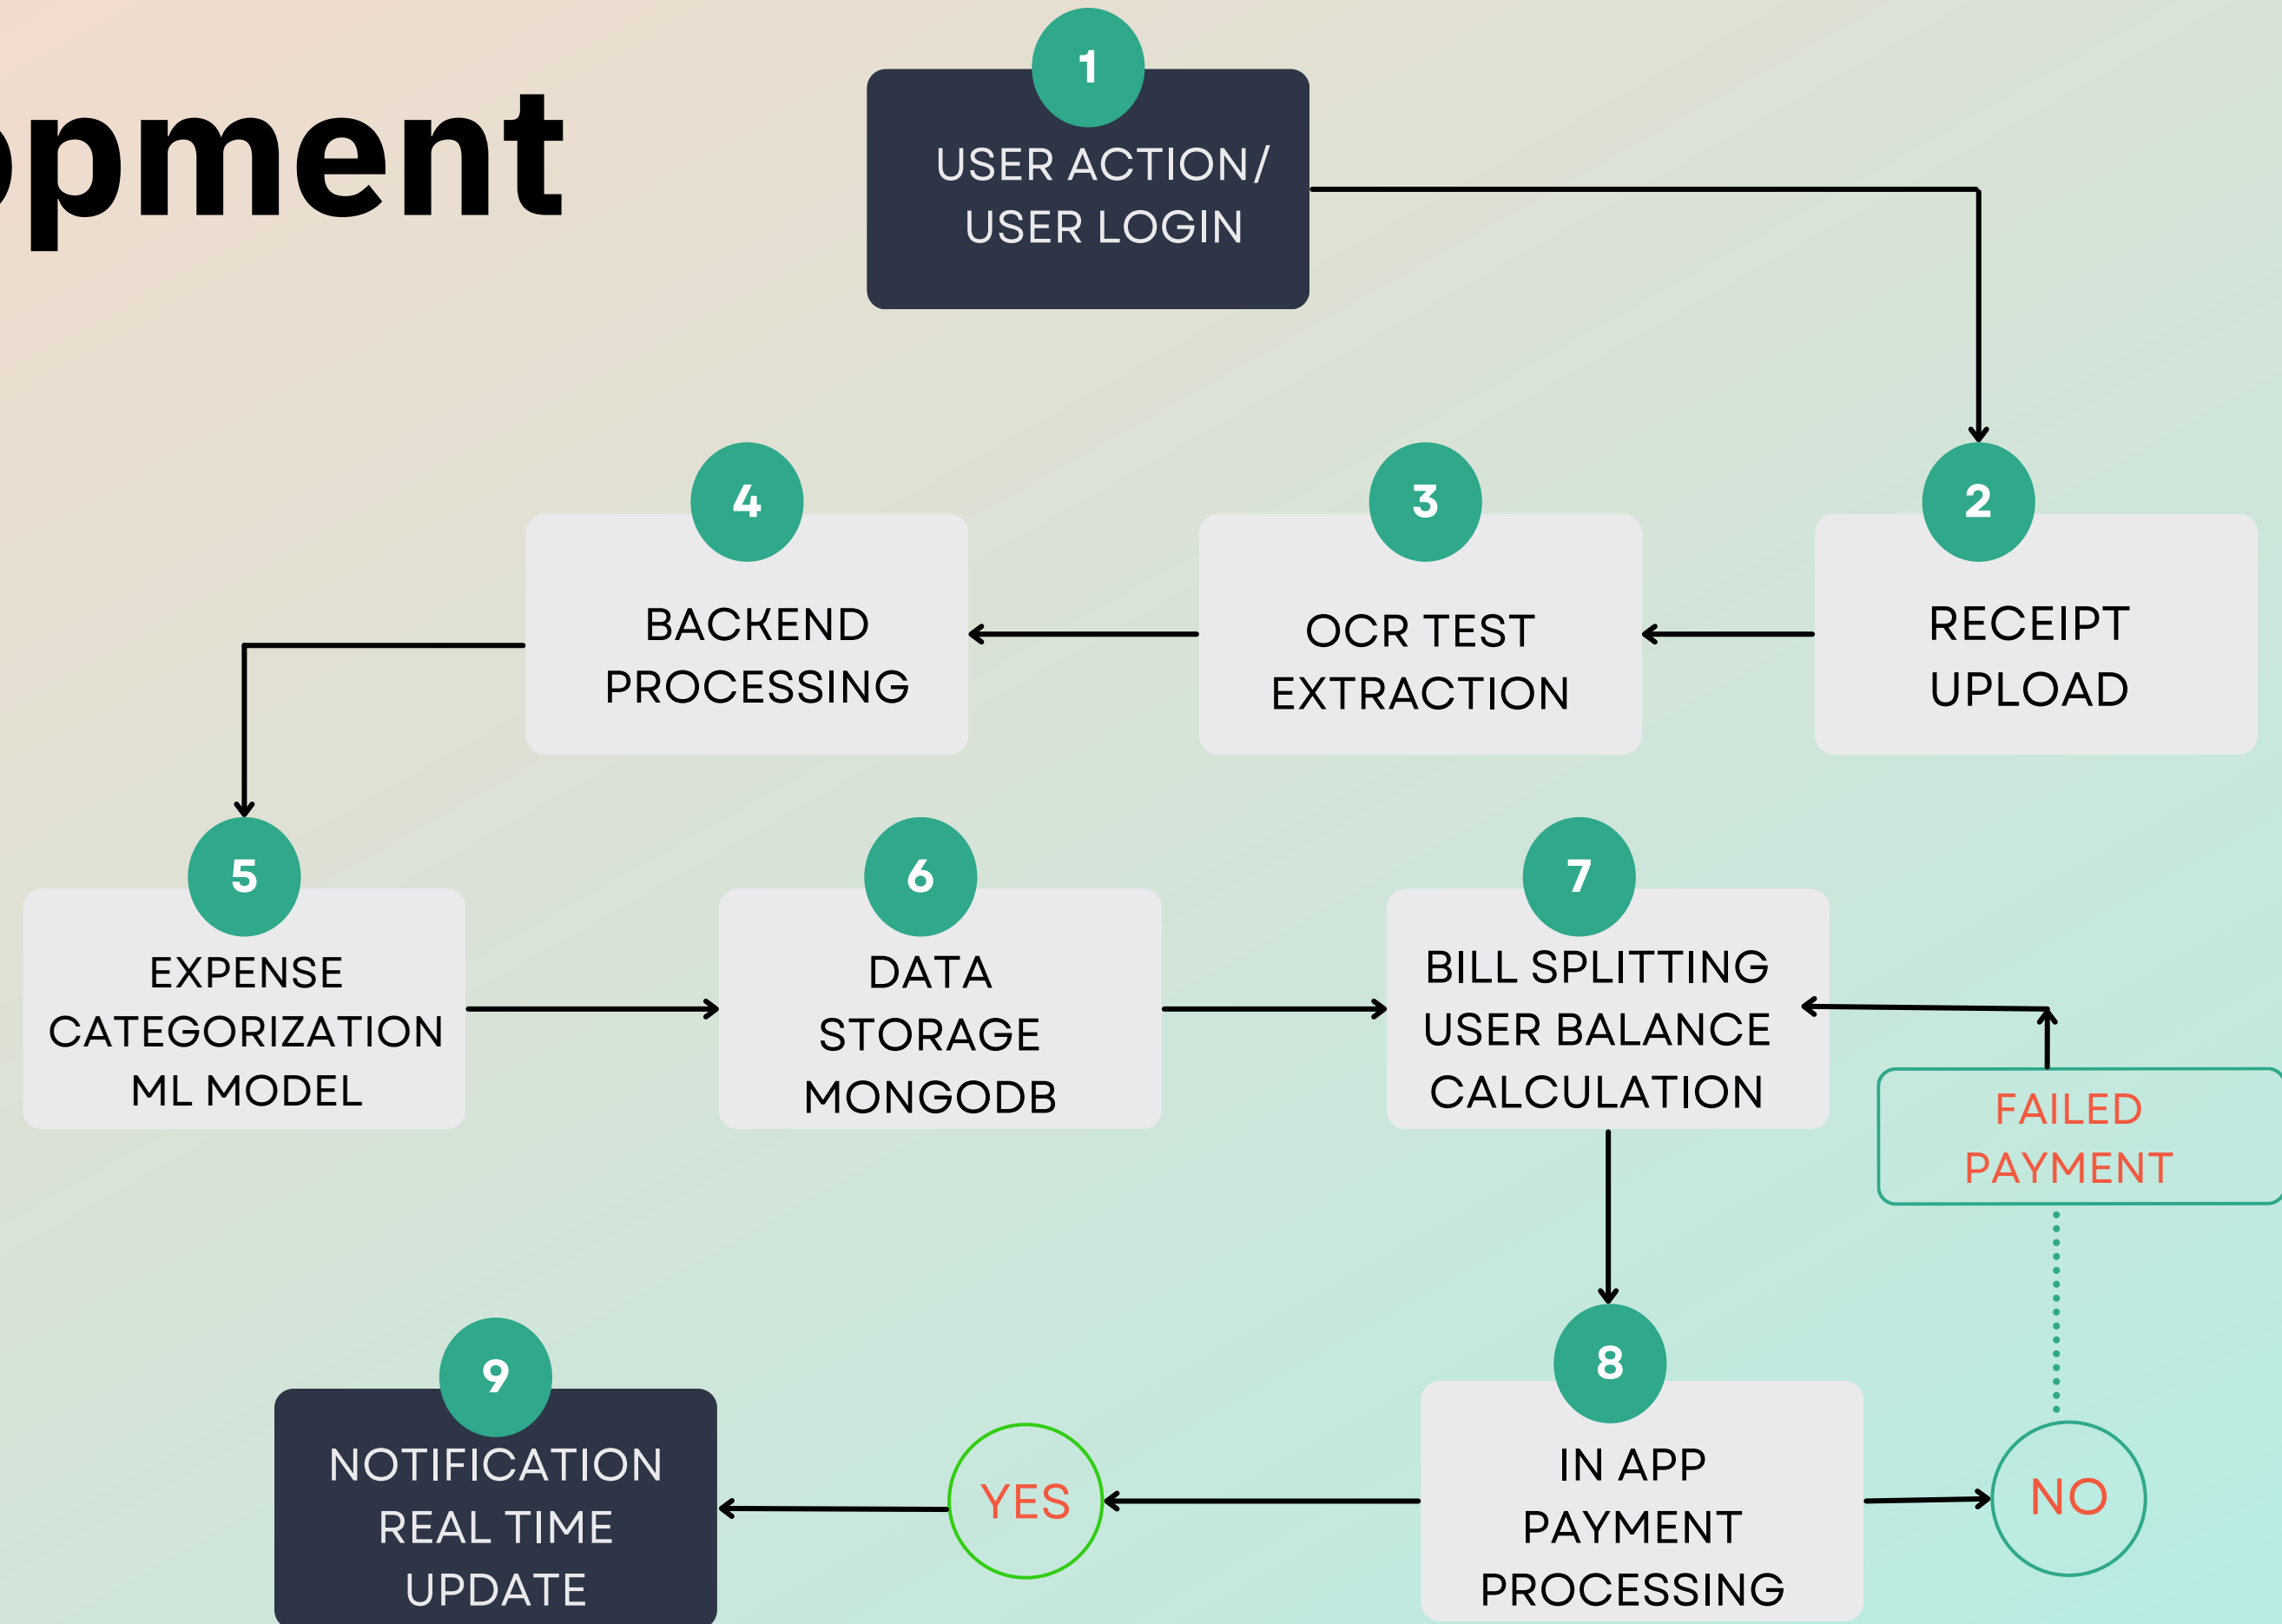 opment
1
USER ACTION/
USER LOGIN
4
BACKEND
PROCESSING
3
OCR TEST
EXTRACTION
2
RECEIPT
UPLOAD
5
EXPENSE
CATEGORIZATION
ML MODEL
6
DATA
STORAGE
MONGODB
7
BILL SPLITTING
USER BALANCE
CALCULATION
FAILED
PAYMENT
9
NOTIFICATION
REAL TIME
UPDATE
YES
8
IN APP
PAYMENT
PROCESSING
NO